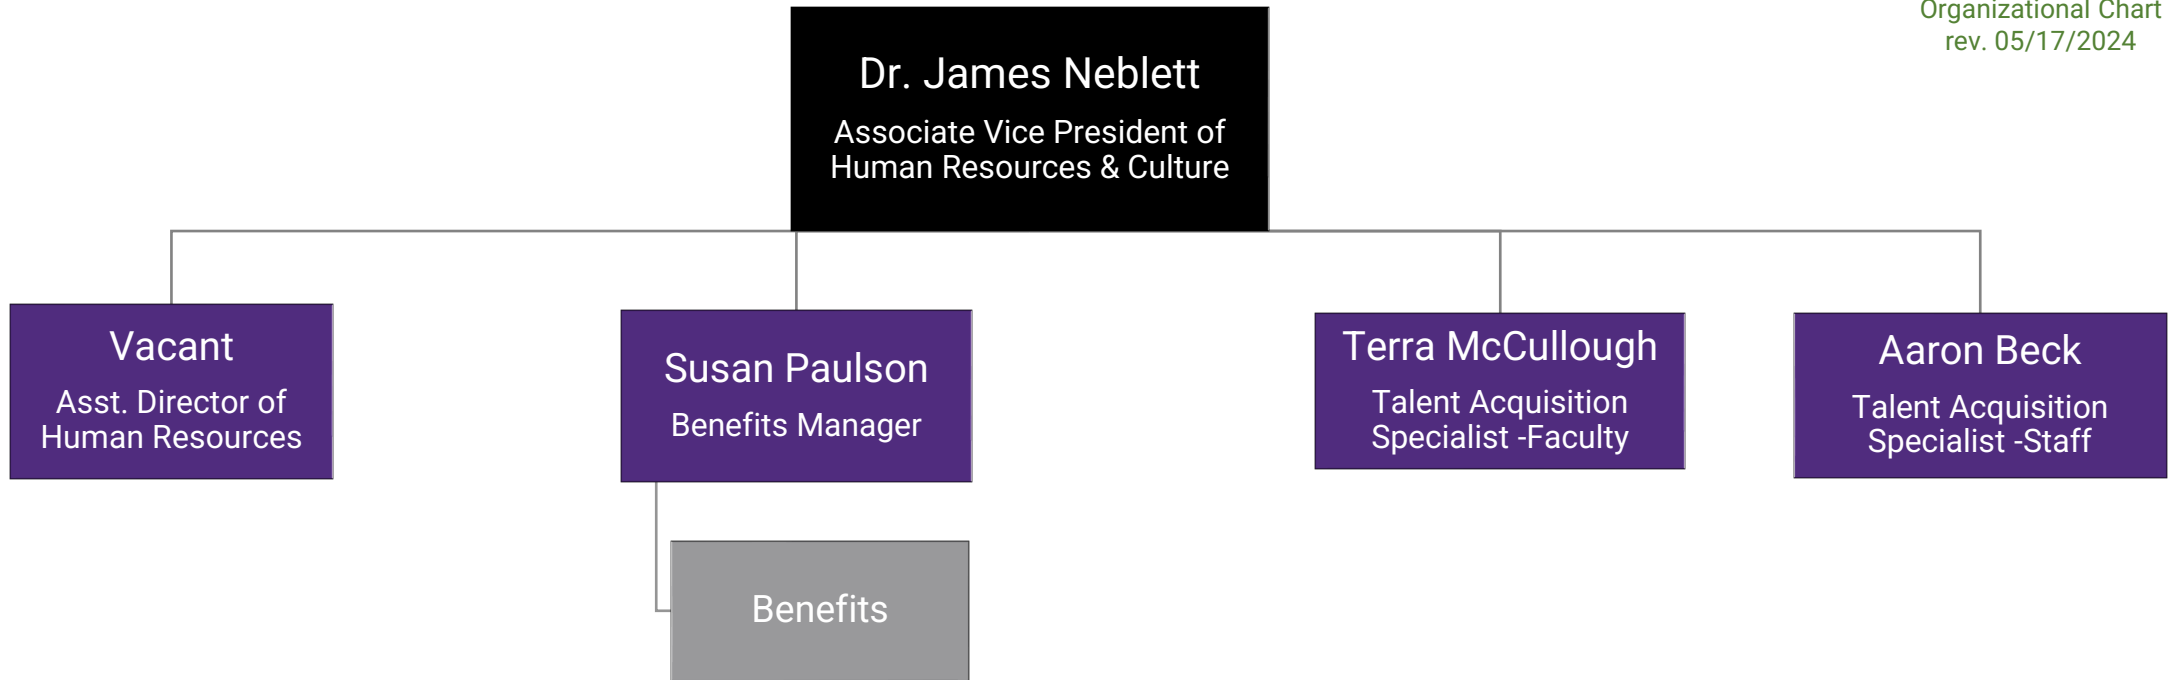 Organizational Chart
rev. 05/17/2024
Dr. James Neblett
Associate Vice President of
Human Resources & Culture
Vacant
Asst. Director of
Human Resources
Susan Paulson
Benefits Manager
Terra McCullough
Talent Acquisition
Specialist -Faculty
Aaron Beck
Talent Acquisition
Specialist -Staff
Benefits